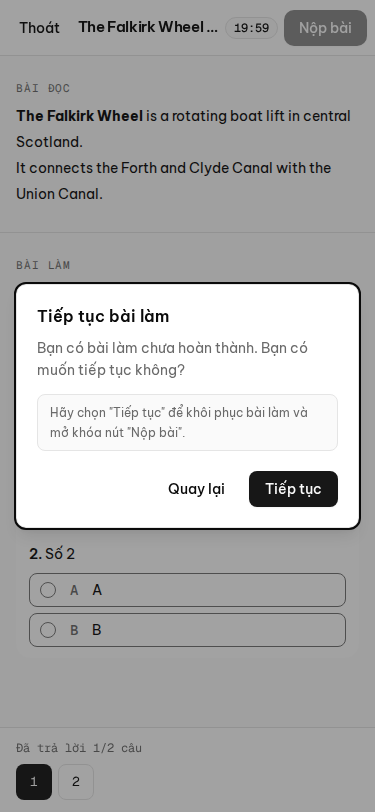 Thoát The Falkirk Wheel ... 19:59 Nộp bài
BÀI ĐỌC
The Falkirk Wheel is a rotating boat lift in central
Scotland.
It connects the Forth and Clyde Canal with the
Union Canal.
BÀI LÀM
Tiếp tục bài làm
Bạn có bài làm chưa hoàn thành. Bạn có
muốn tiếp tục không?
Hãy chọn "Tiếp tục" để khôi phục bài làm và
mở khóa nút "Nộp bài".
Quay lại Tiếp tục
2. Số 2
A A
B B
Đã trả lời 1/2 câu
1 2